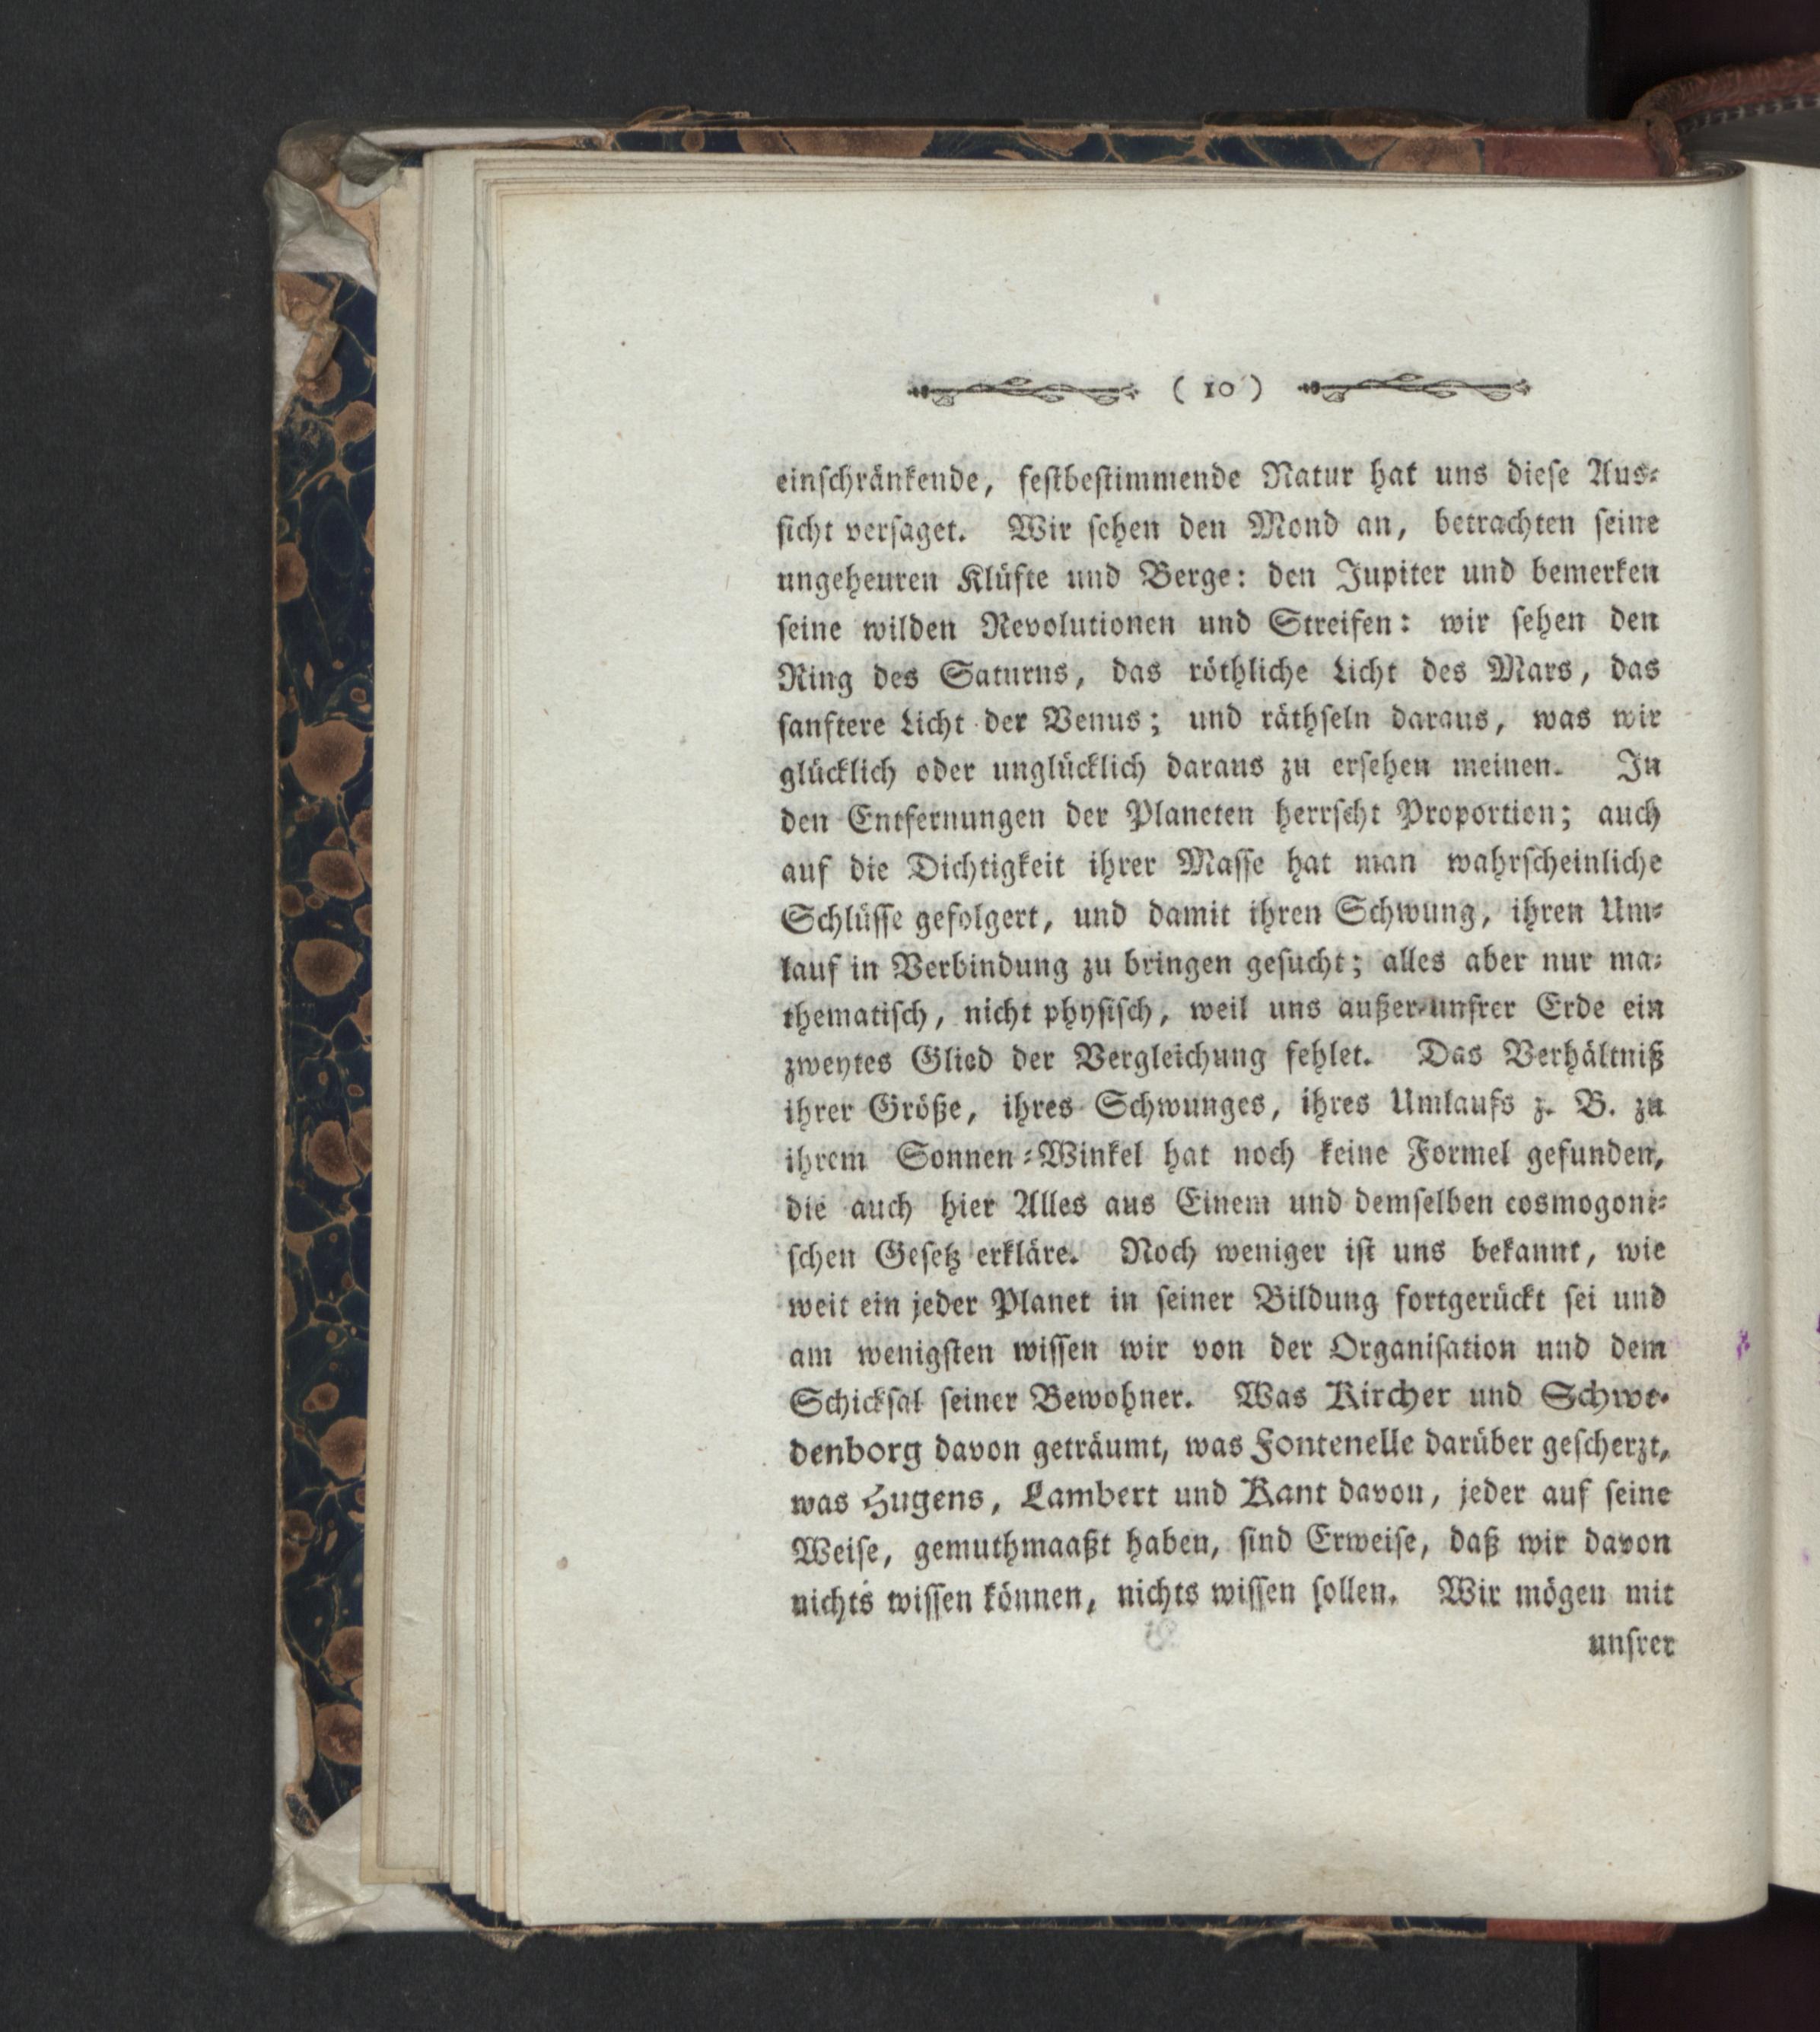 ( 10 )
einſchränkende, feſtbeſtimmende Natur hat uns dieſe Aus⸗
ſicht verſaget. Wir ſehen den Mond an, betrachten ſeine
ungeheuren Klüfte und Berge: den Jupiter und bemerken
ſeine wilden Revolutionen und Streifen: wir ſehen den
Ring des Saturns, das röthliche Licht des Mars, das
ſanftere Licht der Venus; und räthſeln daraus, was wir
glücklich oder unglücklich daraus zu erſehen meinen. In
den Entfernungen der Planeten herrſcht Proportion; auch
auf die Dichtigkeit ihrer Maſſe hat man wahrſcheinliche
Schlüſſe gefolgert, und damit ihren Schwung, ihren Um⸗
lauf in Verbindung zu bringen geſucht; alles aber nur ma⸗
thematiſch, nicht phyſiſch, weil uns außer unſrer Erde ein
zweytes Glied der Vergleichung fehlet. Das Verhältniß
ihrer Größe, ihres Schwunges, ihres Umlaufs z. B. zu
ihrem Sonnen⸗Winkel hat noch keine Formel gefunden,
die auch hier Alles aus Einem und demſelben cosmogoni⸗
ſchen Geſetz erkläre. Noch weniger iſt uns bekannt, wie
weit ein jeder Planet in ſeiner Bildung fortgerückt ſei und
am wenigſten wiſſen wir von der Organiſation und dem
Schickſal ſeiner Bewohner. Was Kircher und Schwe⸗
denborg davon geträumt, was Fontenelle darüber geſcherzt,
was Hugens, Lambert und Kant davon, jeder auf ſeine
Weiſe, gemuthmaaßt haben, ſind Erweiſe, daß wir davon
nichts wiſſen können, nichts wiſſen ſollen. Wir mögen mit
unſrer